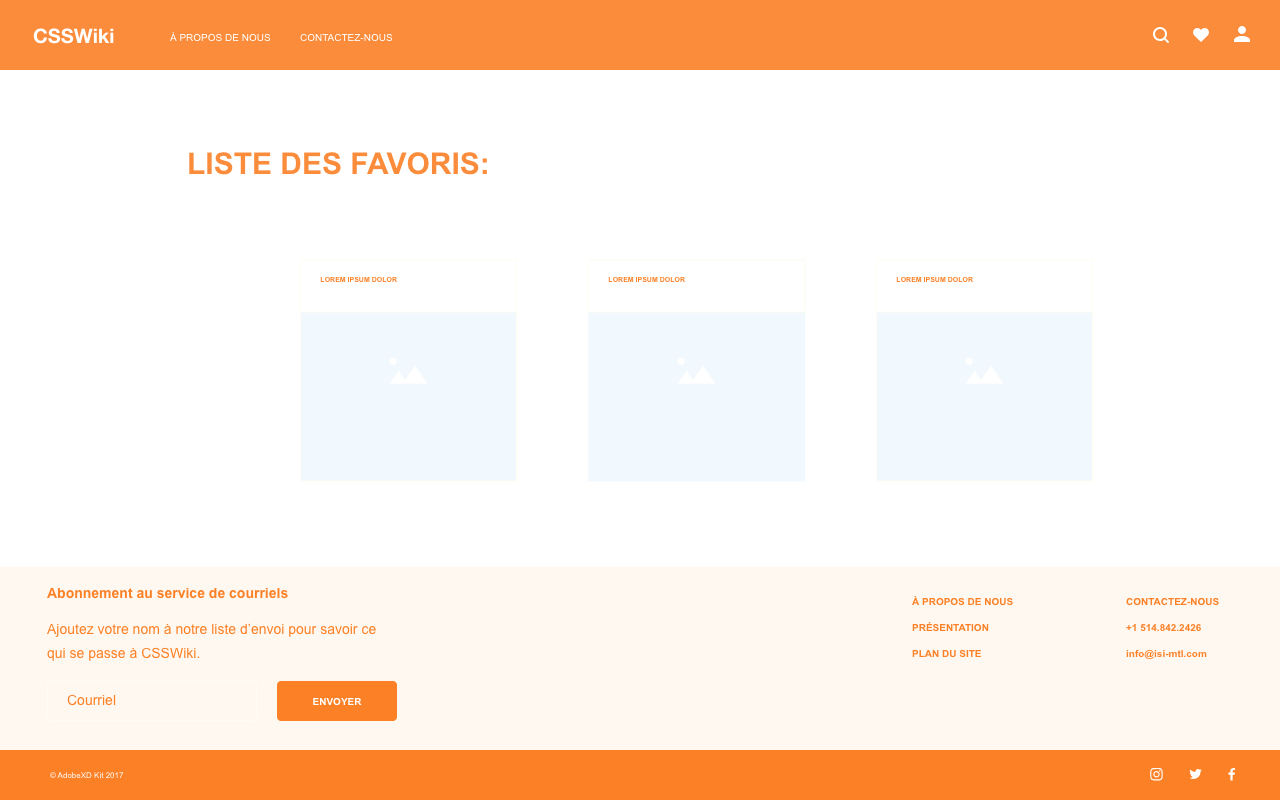 CSSWiki
À PROPOS DE NOUS
CONTACTEZ-NOUS
LISTE DES FAVORIS:
LOREM IPSUM DOLOR
LOREM IPSUM DOLOR
LOREM IPSUM DOLOR
Abonnement au service de courriels
Ajoutez votre nom à notre liste d'envoi pour savoir ce
qui se passe à CSSWiki.
Courriel
ENVOYER
À PROPOS DE NOUS
PRÉSENTATION
PLAN DU SITE
CONTACTEZ-NOUS
+1 514.842.2426
info@isi-mtl.com
© AdobeXD Kit 2017